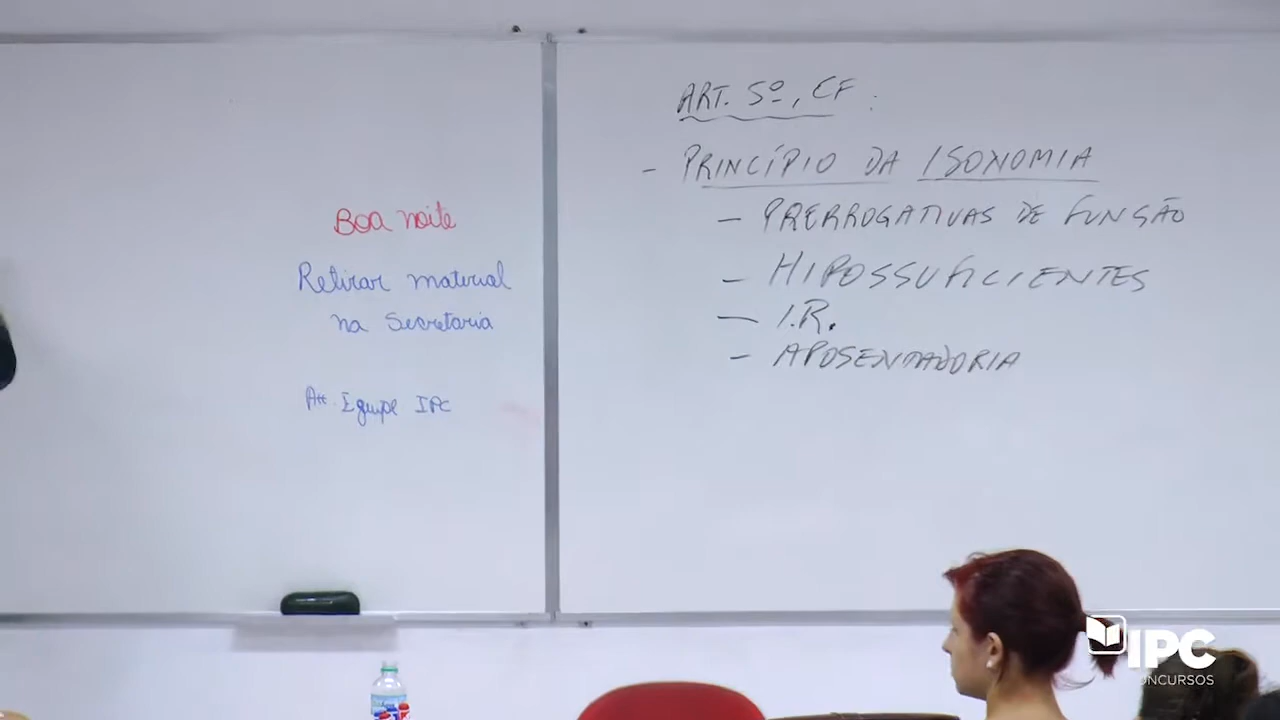 Boa noite
Retirar material
na Secretaria
Att. Equipe IPC
ART. 5º, CF:
- PRINCÍPIO DA ISONOMIA
- PRERROGATIVAS DE FUNSÃO
- HIPOSSUFICIENTES
- I.R.
- APOSENTADORIA
IPC
CONCURSOS